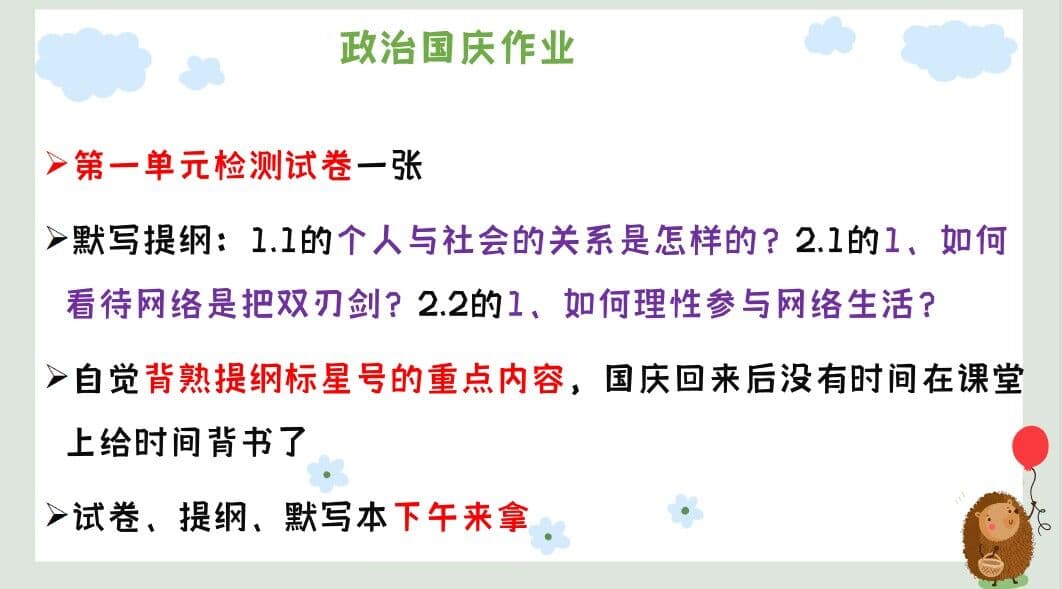 政治国庆作业
➢第一单元检测试卷一张
➢默写提纲：1.1的个人与社会的关系是怎样的？2.1的1、如何
看待网络是把双刃剑？2.2的1、如何理性参与网络生活？
➢自觉背熟提纲标星号的重点内容，国庆回来后没有时间在课堂
上给时间背书了
➢试卷、提纲、默写本下午来拿